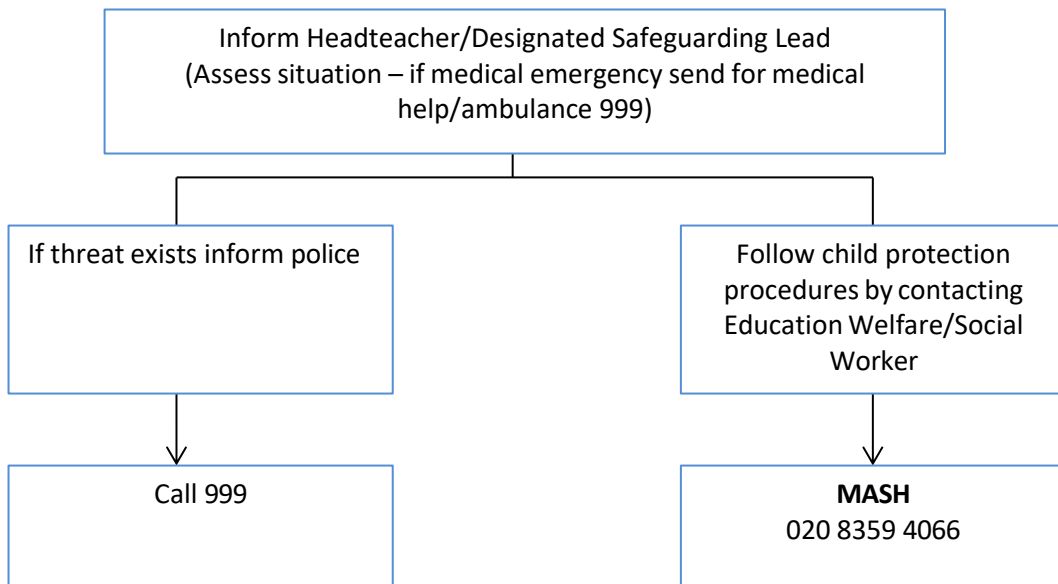 Inform Headteacher/Designated Safeguarding Lead
(Assess situation – if medical emergency send for medical
help/ambulance 999)
If threat exists inform police
Follow child protection
procedures by contacting
Education Welfare/Social
Worker
Call 999
MASH
020 8359 4066